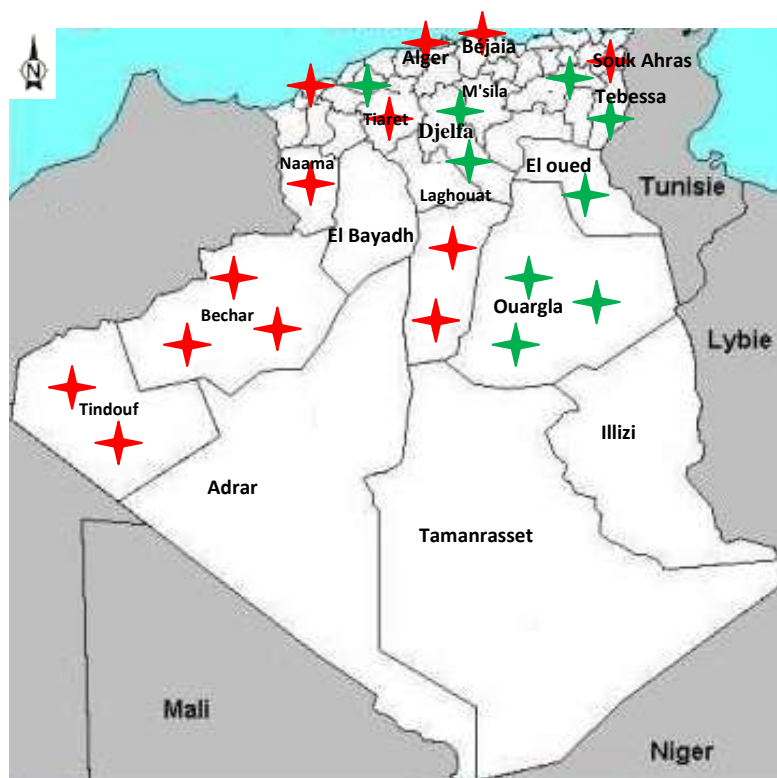 N
Béjaia
Alger
Souk Ahras
M'sila
Tebessa
Tiaret
Djelfa
Naama
El oued
Tunisie
Laghouat
El Bayadh
Ouargla
Bechar
Lybie
Tindouf
Illizi
Adrar
Tamanrasset
Mali
Niger